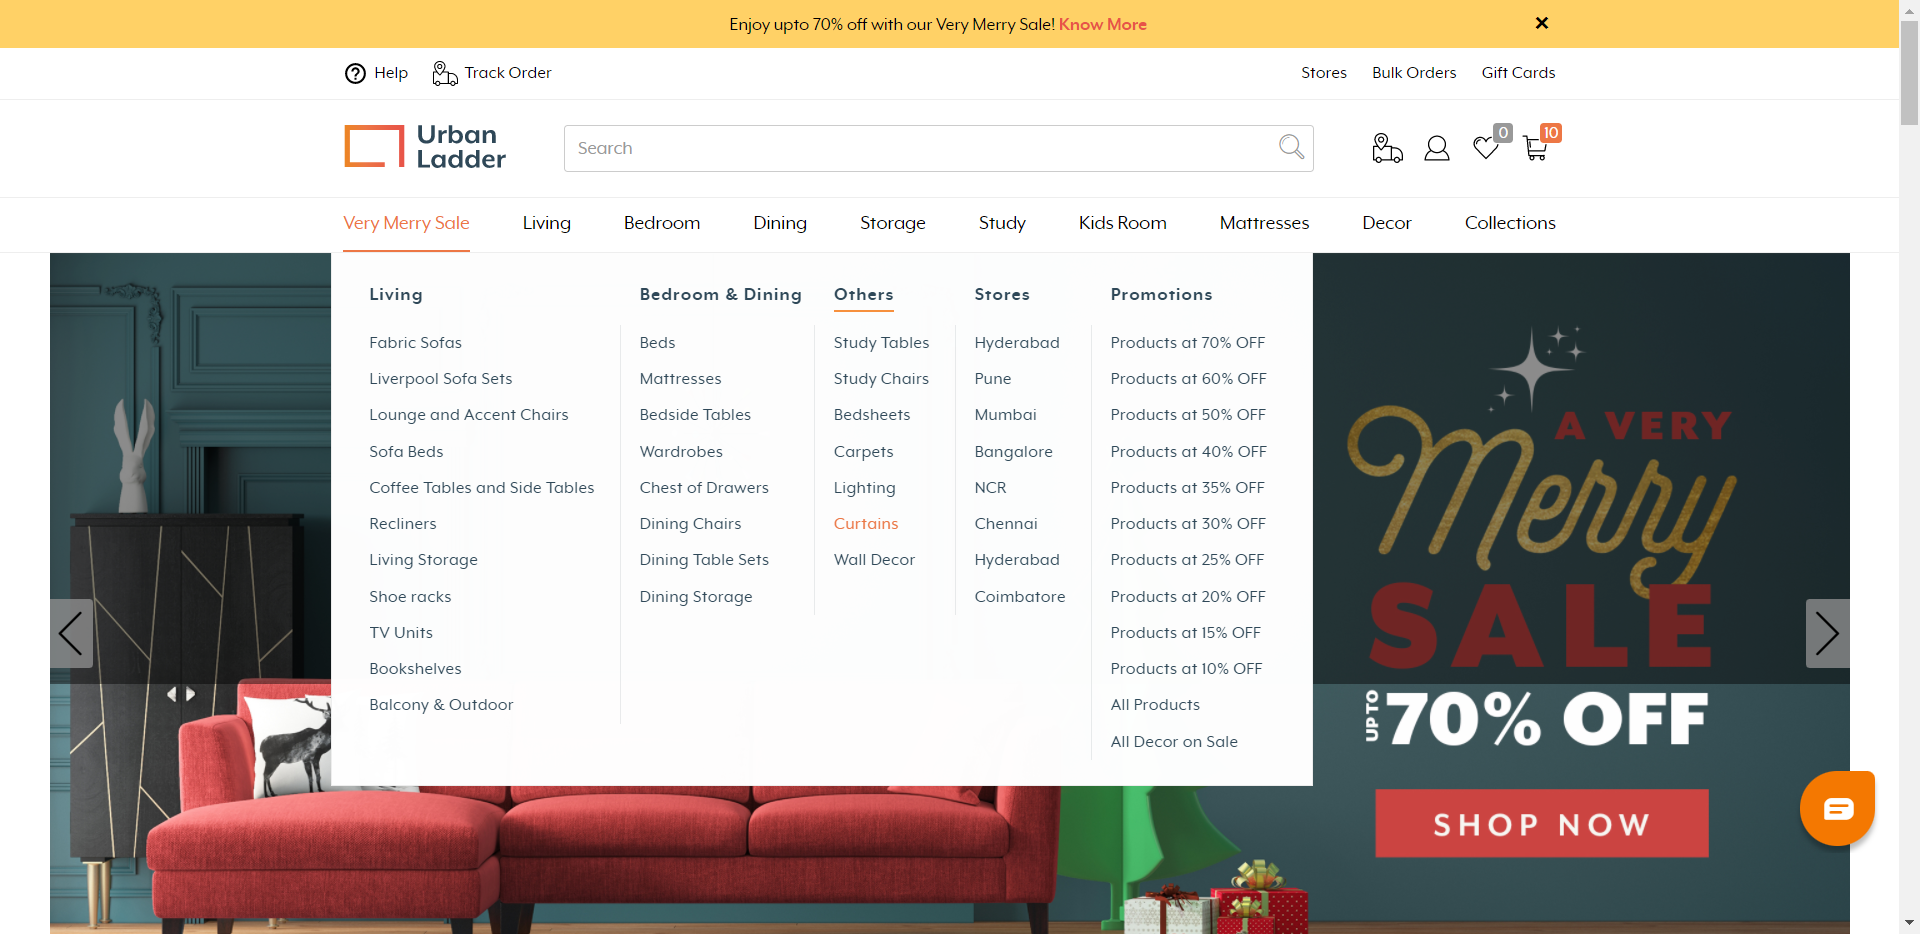 Enjoy upto 70% off with our Very Merry Sale! Know More
Help
Track Order
Stores
Bulk Orders
Gift Cards
Urban
Ladder
Search
0
10
Very Merry Sale
Living
Bedroom
Dining
Storage
Study
Kids Room
Mattresses
Decor
Collections
Living
Fabric Sofas
Liverpool Sofa Sets
Lounge and Accent Chairs
Sofa Beds
Coffee Tables and Side Tables
Recliners
Living Storage
Shoe racks
TV Units
Bookshelves
Balcony & Outdoor
Bedroom & Dining
Beds
Mattresses
Bedside Tables
Wardrobes
Chest of Drawers
Dining Chairs
Dining Table Sets
Dining Storage
Others
Study Tables
Study Chairs
Bedsheets
Carpets
Lighting
Curtains
Wall Decor
Stores
Hyderabad
Pune
Mumbai
Bangalore
NCR
Chennai
Hyderabad
Coimbatore
Promotions
Products at 70% OFF
Products at 60% OFF
Products at 50% OFF
Products at 40% OFF
Products at 35% OFF
Products at 30% OFF
Products at 25% OFF
Products at 20% OFF
Products at 15% OFF
Products at 10% OFF
All Products
All Decor on Sale
A VERY
Merry
SALE
UPTO
70% OFF
SHOP NOW